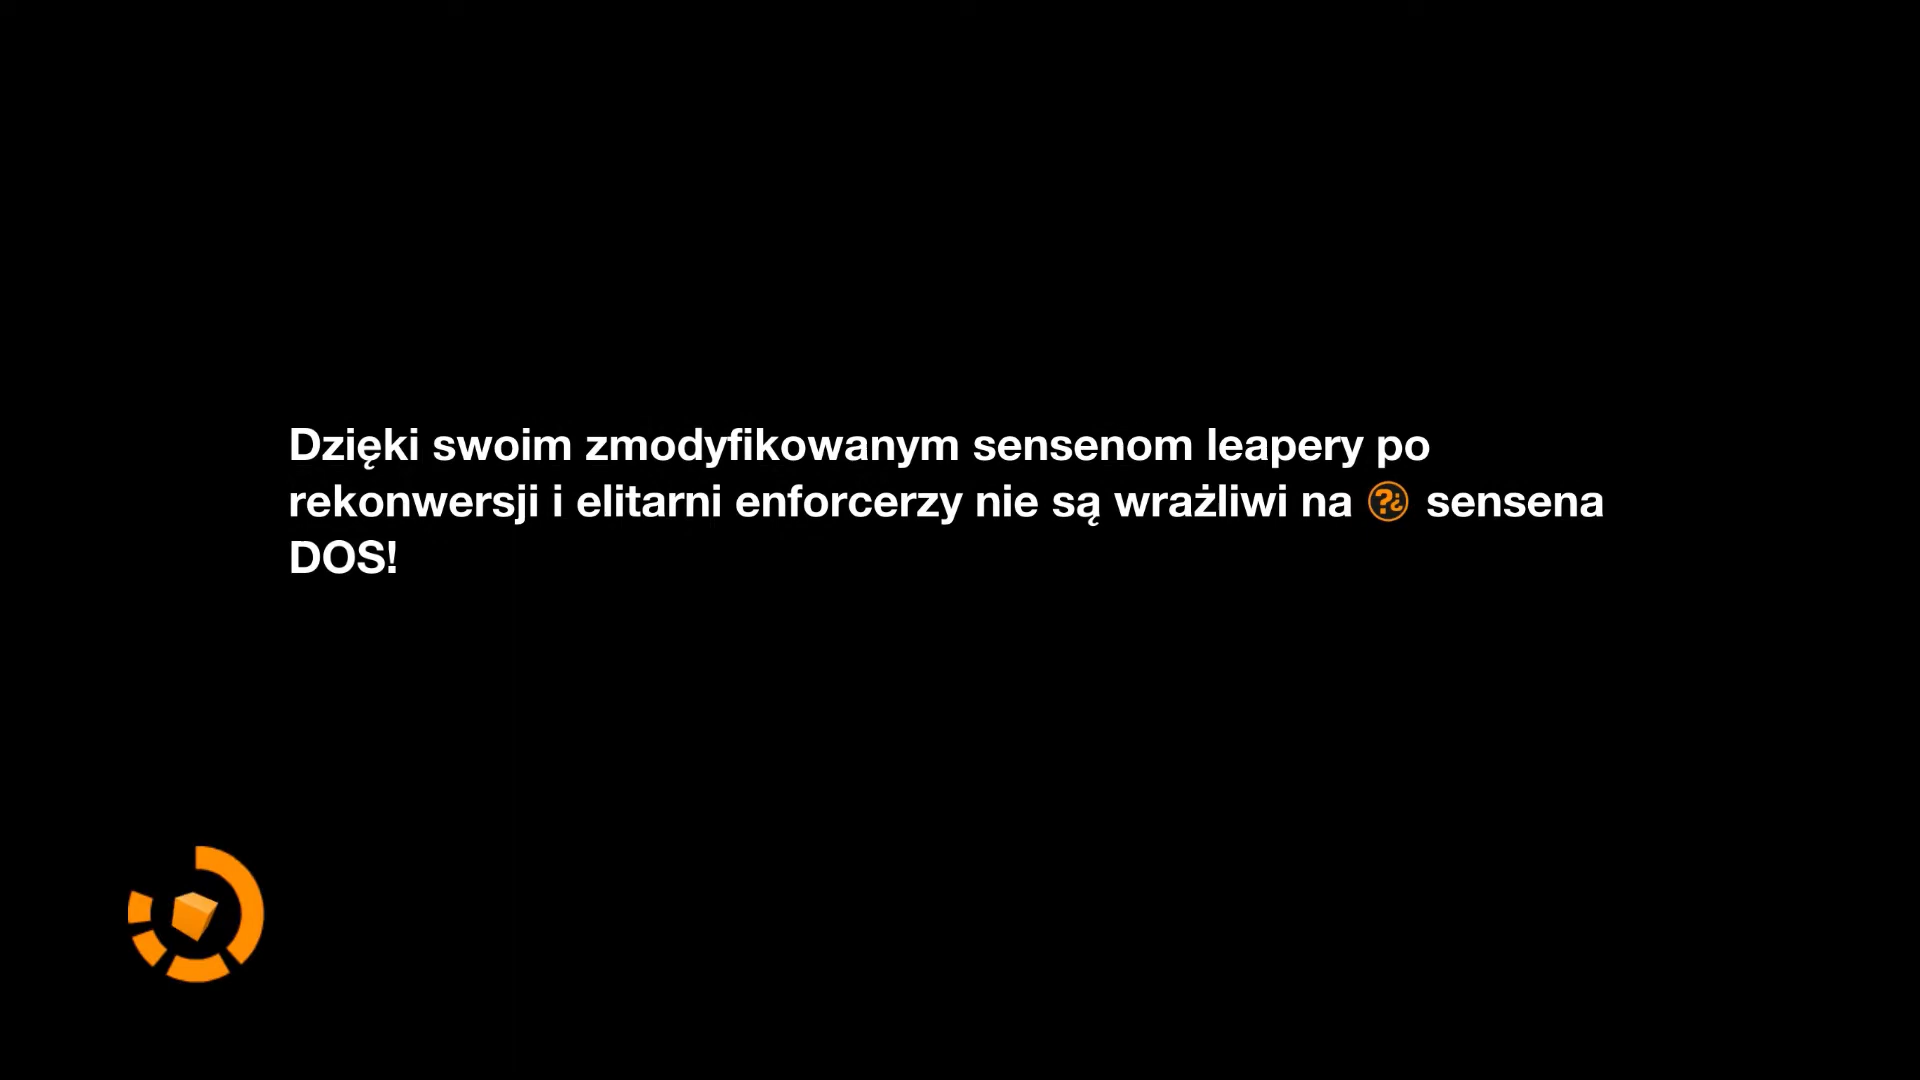 Dzięki swoim zmodyfikowanym sensenom leapery po
rekonwersji i elitarni enforcerzy nie są wrażliwi na sensena
DOS!